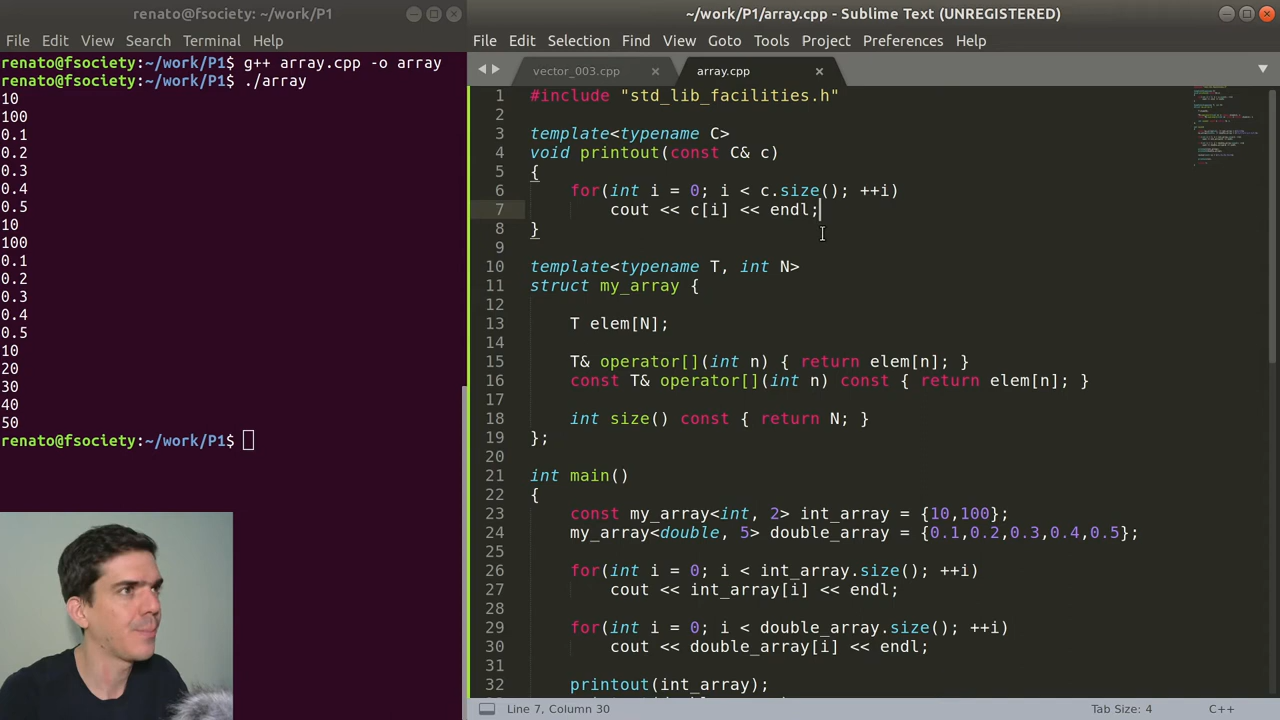 renato@fsociety: ~/work/P1
File Edit View Search Terminal Help
renato@fsociety:~/work/P1$ g++ array.cpp -o array
renato@fsociety:~/work/P1$ ./array
10
100
0.1
0.2
0.3
0.4
0.5
10
100
0.1
0.2
0.3
0.4
0.5
10
20
30
40
50
renato@fsociety:~/work/P1$
~/work/P1/array.cpp - Sublime Text (UNREGISTERED)
File Edit Selection Find View Goto Tools Project Preferences Help
vector_003.cpp array.cpp
1 #include "std_lib_facilities.h"
2
3 template<typename C>
4 void printout(const C& c)
5 {
6 for(int i = 0; i < c.size(); ++i)
7 cout << c[i] << endl;
8 }
9
10 template<typename T, int N>
11 struct my_array {
12
13 T elem[N];
14
15 T& operator[](int n) { return elem[n]; }
16 const T& operator[](int n) const { return elem[n]; }
17
18 int size() const { return N; }
19 };
20
21 int main()
22 {
23 const my_array<int, 2> int_array = {10,100};
24 my_array<double, 5> double_array = {0.1,0.2,0.3,0.4,0.5};
25
26 for(int i = 0; i < int_array.size(); ++i)
27 cout << int_array[i] << endl;
28
29 for(int i = 0; i < double_array.size(); ++i)
30 cout << double_array[i] << endl;
31
32 printout(int_array);
Line 7, Column 30 Tab Size: 4 C++